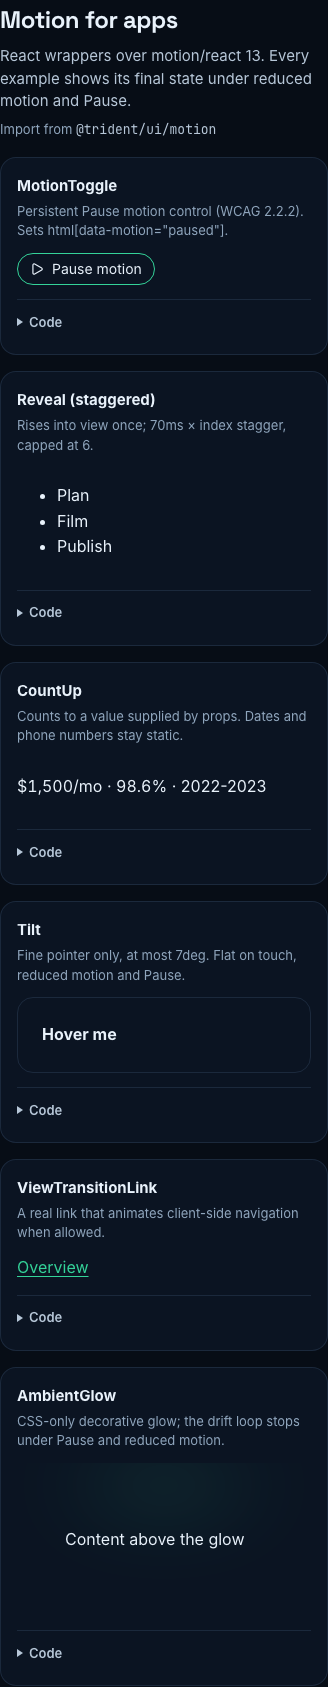 Motion for apps
React wrappers over motion/react 13. Every
example shows its final state under reduced
motion and Pause.
Import from @trident/ui/motion
MotionToggle
Persistent Pause motion control (WCAG 2.2.2).
Sets html[data-motion="paused"].
Pause motion
Code
Reveal (staggered)
Rises into view once; 70ms × index stagger,
capped at 6.
• Plan
• Film
• Publish
Code
CountUp
Counts to a value supplied by props. Dates and
phone numbers stay static.
$1,500/mo · 98.6% · 2022-2023
Code
Tilt
Fine pointer only, at most 7deg. Flat on touch,
reduced motion and Pause.
Hover me
Code
ViewTransitionLink
A real link that animates client-side navigation
when allowed.
Overview
Code
AmbientGlow
CSS-only decorative glow; the drift loop stops
under Pause and reduced motion.
Content above the glow
Code